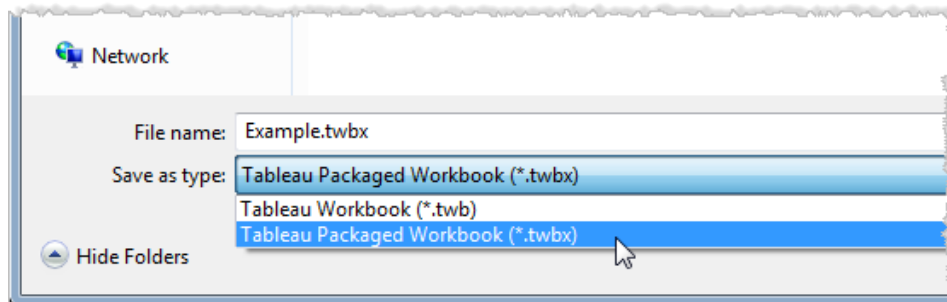 Network
File name: Example.twbx
Save as type: Tableau Packaged Workbook (*.twbx)
Tableau Workbook (*.twb)
Tableau Packaged Workbook (*.twbx)
Hide Folders